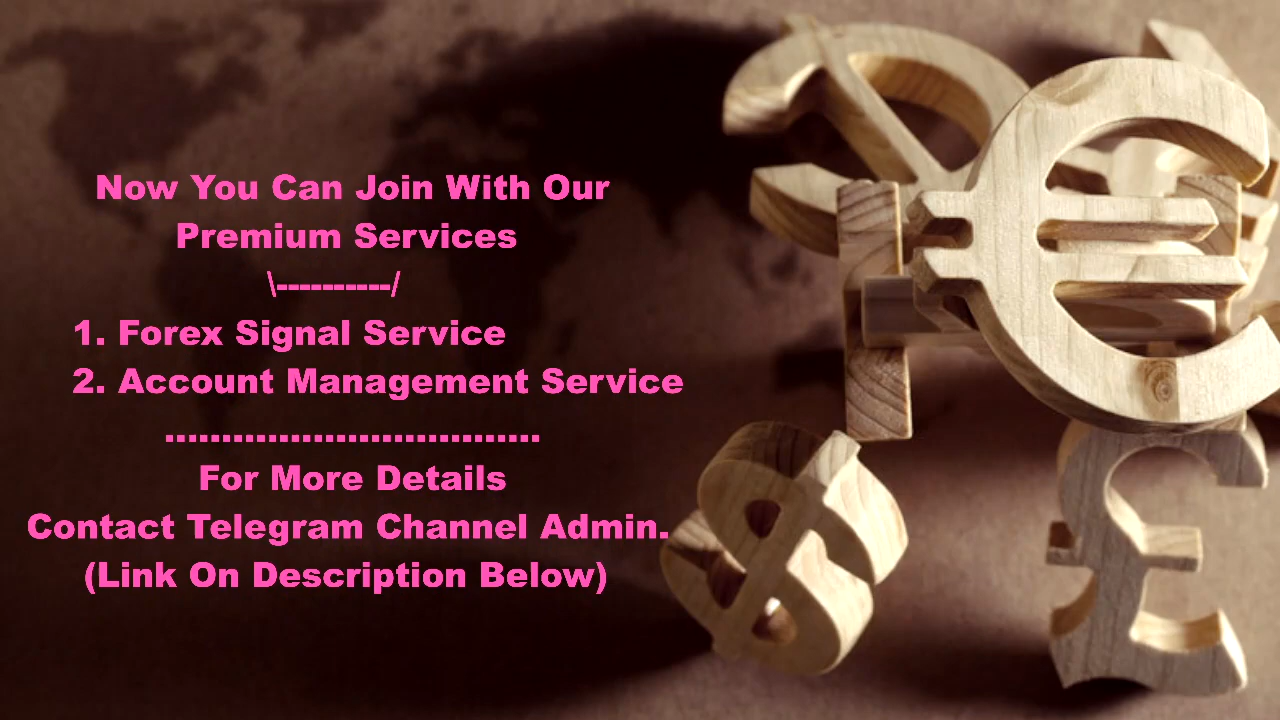 Now You Can Join With Our
Premium Services
\----------/
1. Forex Signal Service
2. Account Management Service
.................................
For More Details
Contact Telegram Channel Admin.
(Link On Description Below)